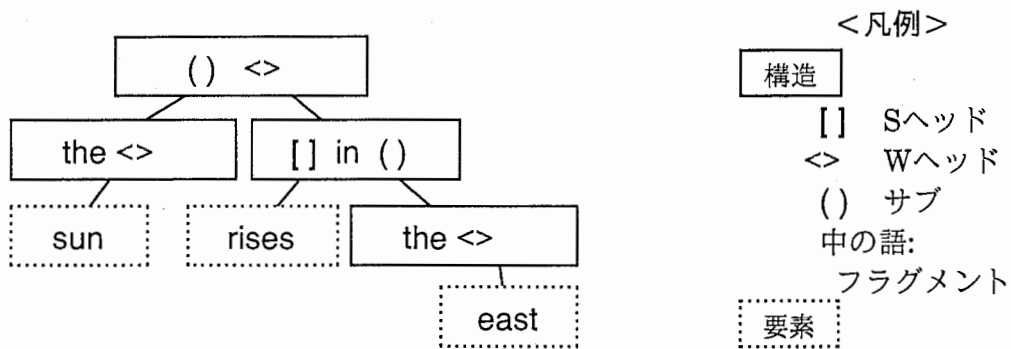 () <>
the <>
[] in ()
sun
rises
the <>
east
<凡例>
構造
[] Sヘッド
<> Wヘッド
() サブ
中の語:
フラグメント
要素